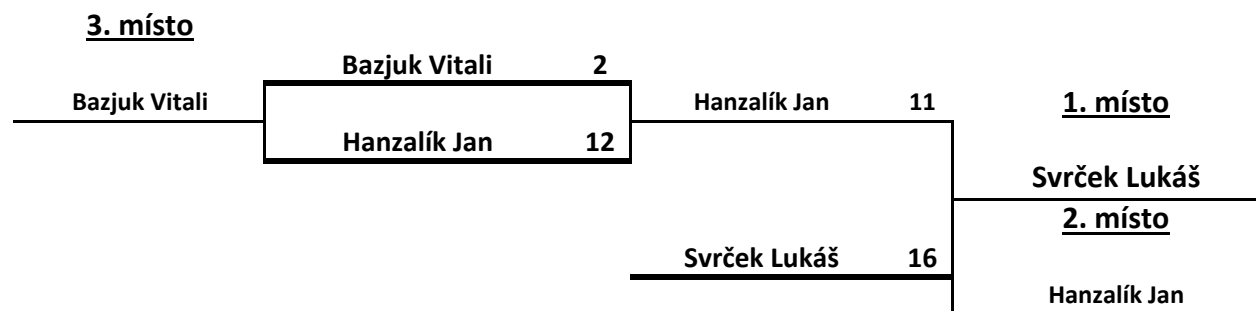 3. místo
Bazjuk Vitali 2
Bazjuk Vitali
Hanzalík Jan 11
1. místo
Hanzalík Jan 12
Svrček Lukáš
2. místo
Svrček Lukáš 16
Hanzalík Jan